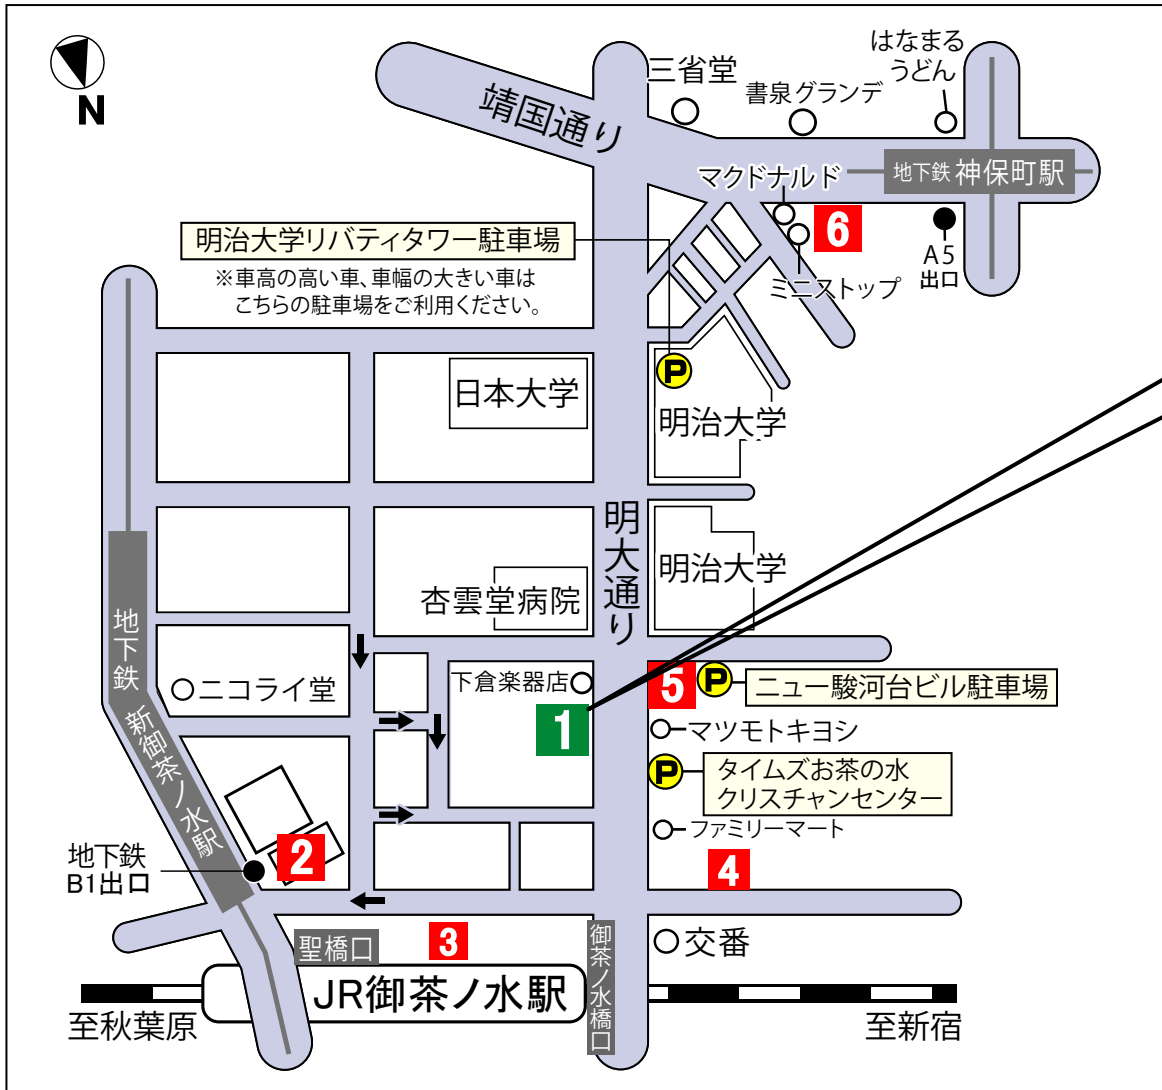 N
靖国通り
三省堂
書泉グランデ
はなまる
うどん
地下鉄 神保町駅
マクドナルド
6
ミニストップ
A5
出口
明治大学リバティタワー駐車場
※車高の高い車、車幅の大きい車は
こちらの駐車場をご利用ください。
P
日本大学
明治大学
明大通り
明治大学
杏雲堂病院
地下鉄
新御茶ノ水駅
ニコライ堂
下倉楽器店
1
5
P
ニュー駿河台ビル駐車場
マツモトキヨシ
P
タイムズお茶の水
クリスチャンセンター
ファミリーマート
地下鉄
B1出口
2
4
聖橋口
3
御茶ノ水橋口
交番
JR御茶ノ水駅
至秋葉原
至新宿